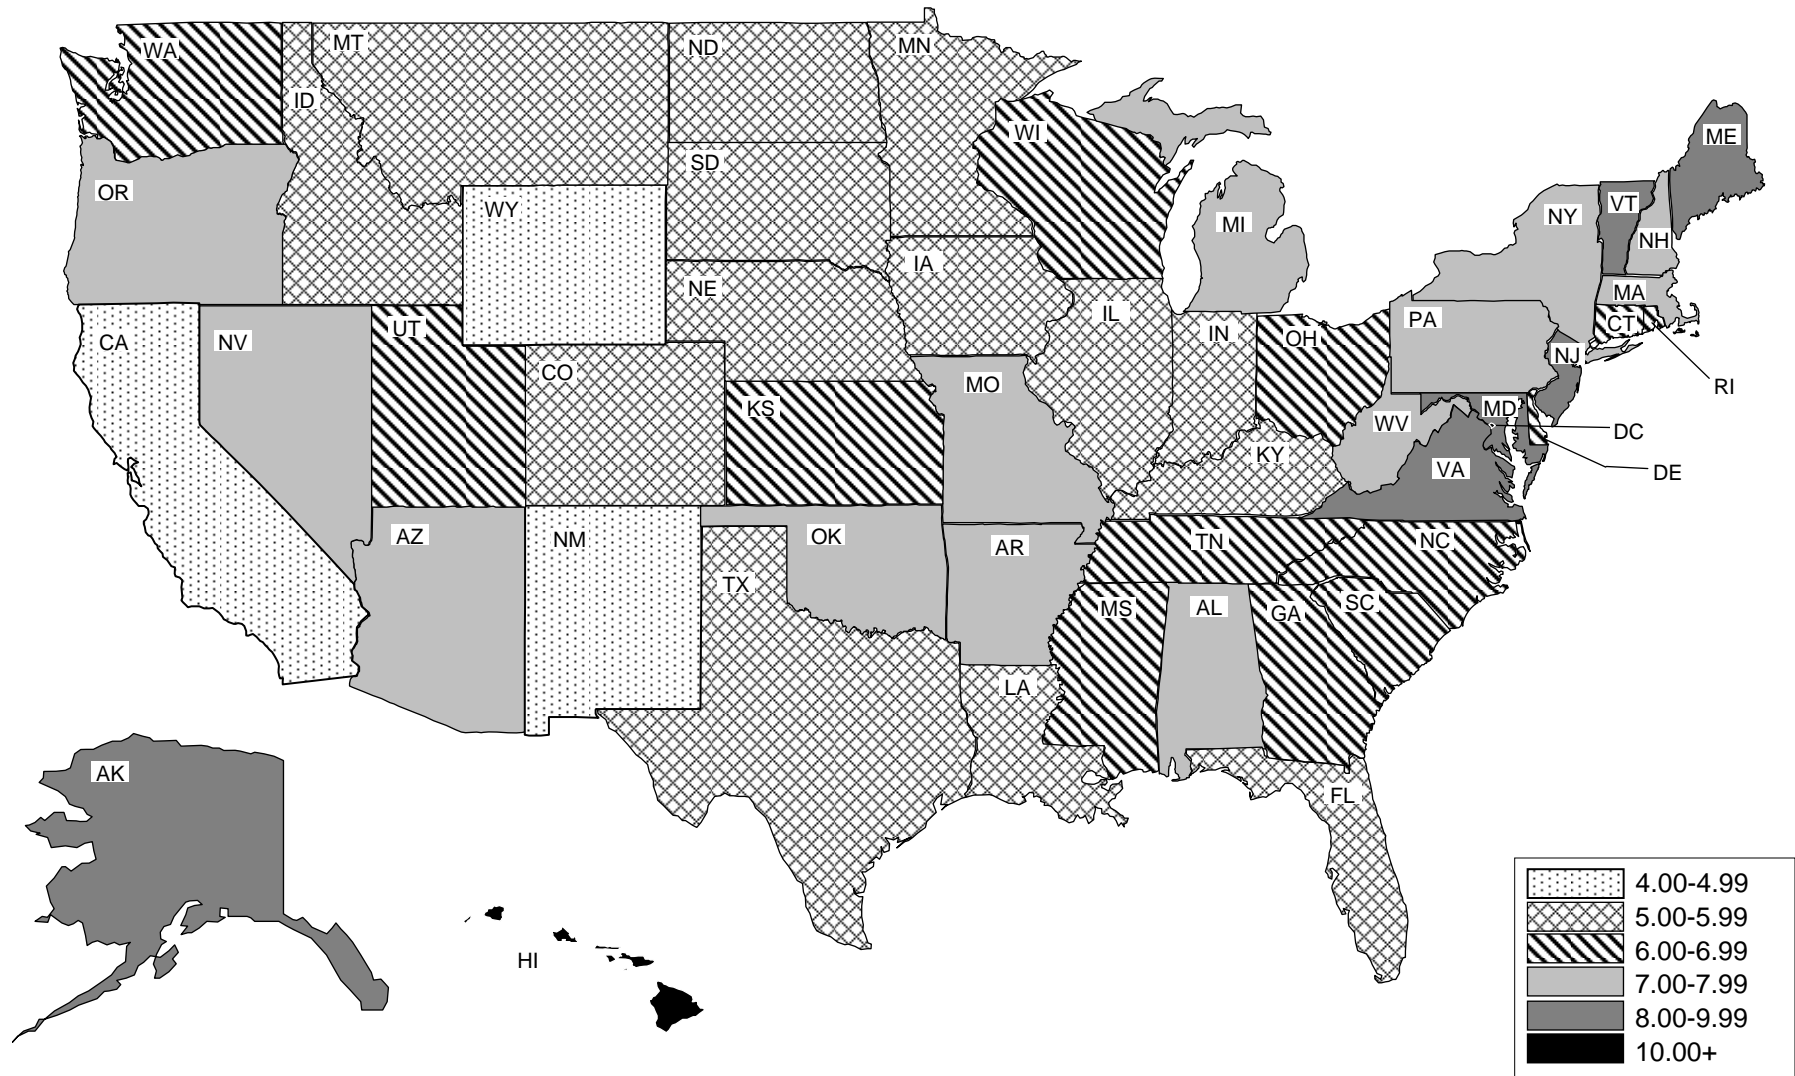 WA
MT
ND
MN
ID
WI
SD
ME
OR
WY
VT
NY
NH
MI
IA
NE
MA
IL
PA
CT
CA
NV
UT
IN
OH
NJ
CO
MO
RI
KS
MD
WV
DC
KY
VA
DE
AZ
NM
OK
AR
TN
NC
TX
MS
AL
GA
SC
LA
FL
AK
HI
4.00-4.99
5.00-5.99
6.00-6.99
7.00-7.99
8.00-9.99
10.00+